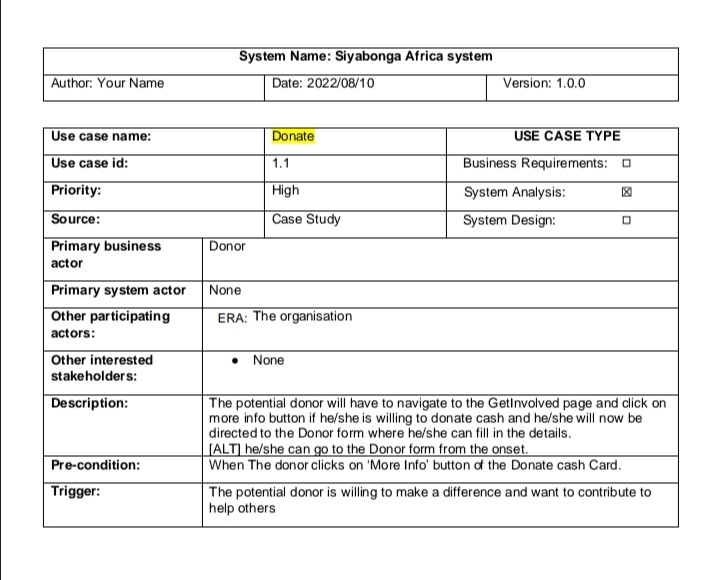 System Name: Siyabonga Africa system
Author: Your Name
Date: 2022/08/10
Version: 1.0.0
Use case name:
Donate
USE CASE TYPE
Use case id:
1.1
Business Requirements: ☐
Priority:
High
System Analysis: ☒
Source:
Case Study
System Design: ☐
Primary business
actor
Donor
Primary system actor
None
Other participating
actors:
ERA: The organisation
Other interested
stakeholders:
• None
Description:
The potential donor will have to navigate to the GetInvolved page and click on
more info button if he/she is willing to donate cash and he/she will now be
directed to the Donor form where he/she can fill in the details.
[ALT] he/she can go to the Donor form from the onset.
Pre-condition:
When The donor clicks on 'More Info' button of the Donate cash Card.
Trigger:
The potential donor is willing to make a difference and want to contribute to
help others